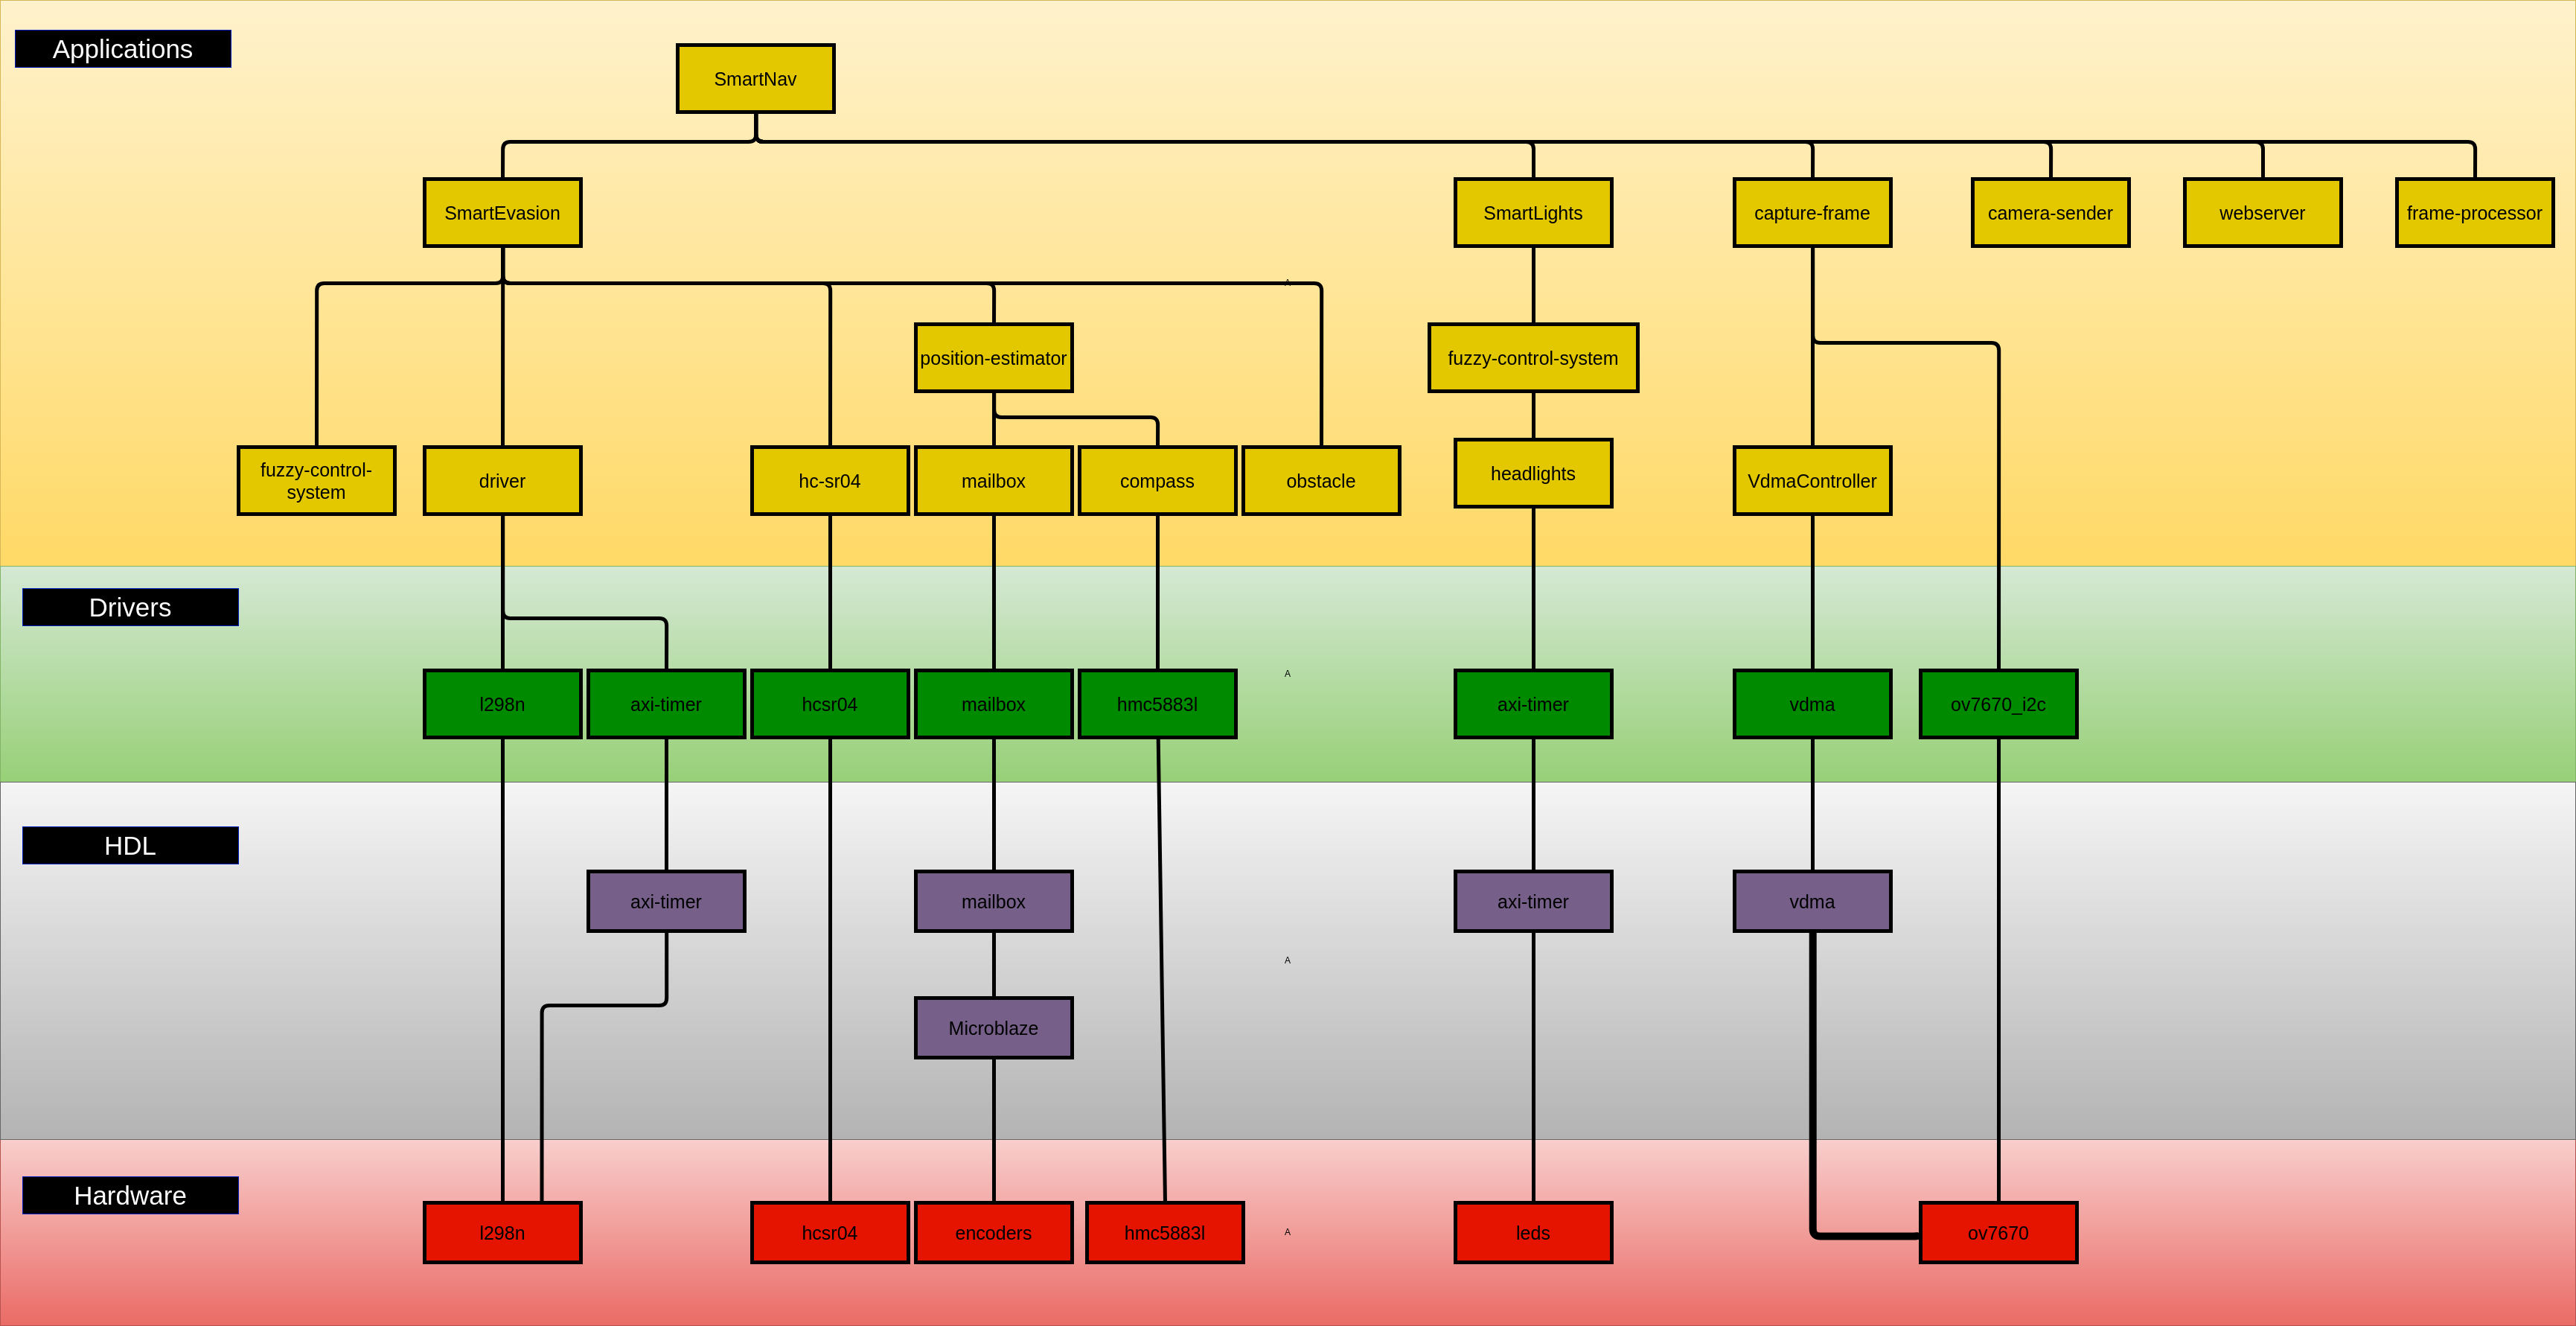 Applications
SmartNav
SmartEvasion
SmartLights
capture-frame
camera-sender
webserver
frame-processor
A
position-estimator
fuzzy-control-system
fuzzy-control-
system
driver
hc-sr04
mailbox
compass
obstacle
headlights
VdmaController
Drivers
A
l298n
axi-timer
hcsr04
mailbox
hmc5883l
axi-timer
vdma
ov7670_i2c
HDL
axi-timer
mailbox
axi-timer
vdma
A
Microblaze
Hardware
l298n
hcsr04
encoders
hmc5883l
A
leds
ov7670